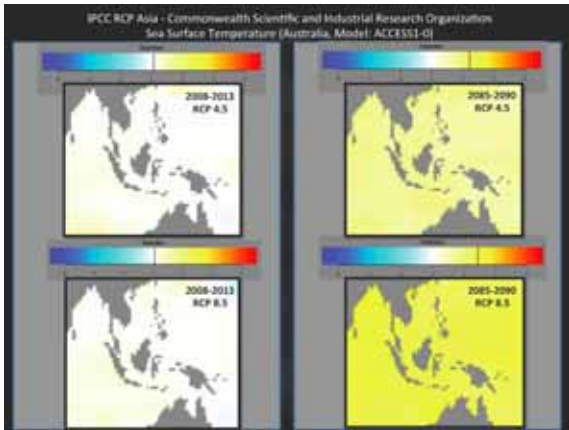 IPCC RCP Asia - Commonwealth Scientific and Industrial Research Organization
Sea Surface Temperature (Australia, Model: ACCESS1-0)
2008-2013
RCP 4.5
2085-2090
RCP 4.5
2008-2013
RCP 8.5
2085-2090
RCP 8.5